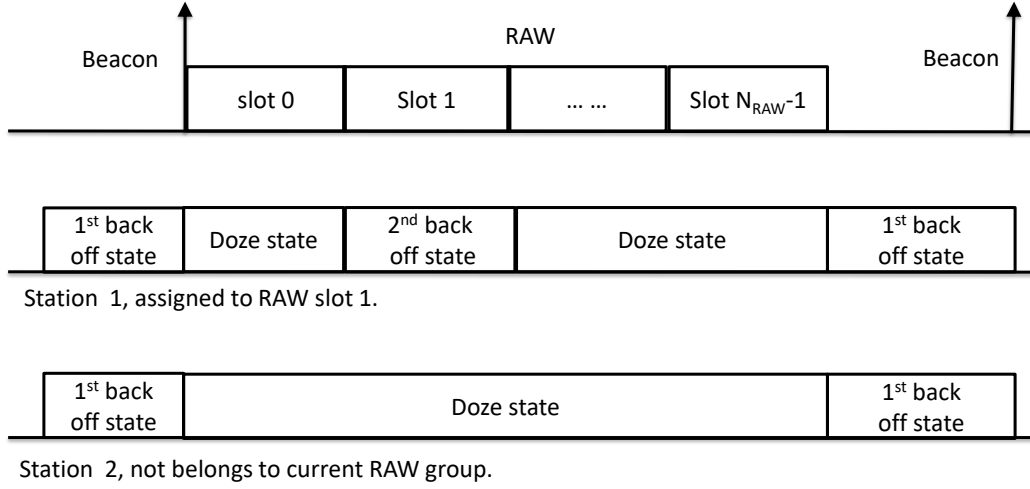 RAW
Beacon
Beacon
slot 0
Slot 1
... ...
Slot N_RAW-1
1st back
off state
Doze state
2nd back
off state
Doze state
1st back
off state
Station 1, assigned to RAW slot 1.
1st back
off state
Doze state
1st back
off state
Station 2, not belongs to current RAW group.